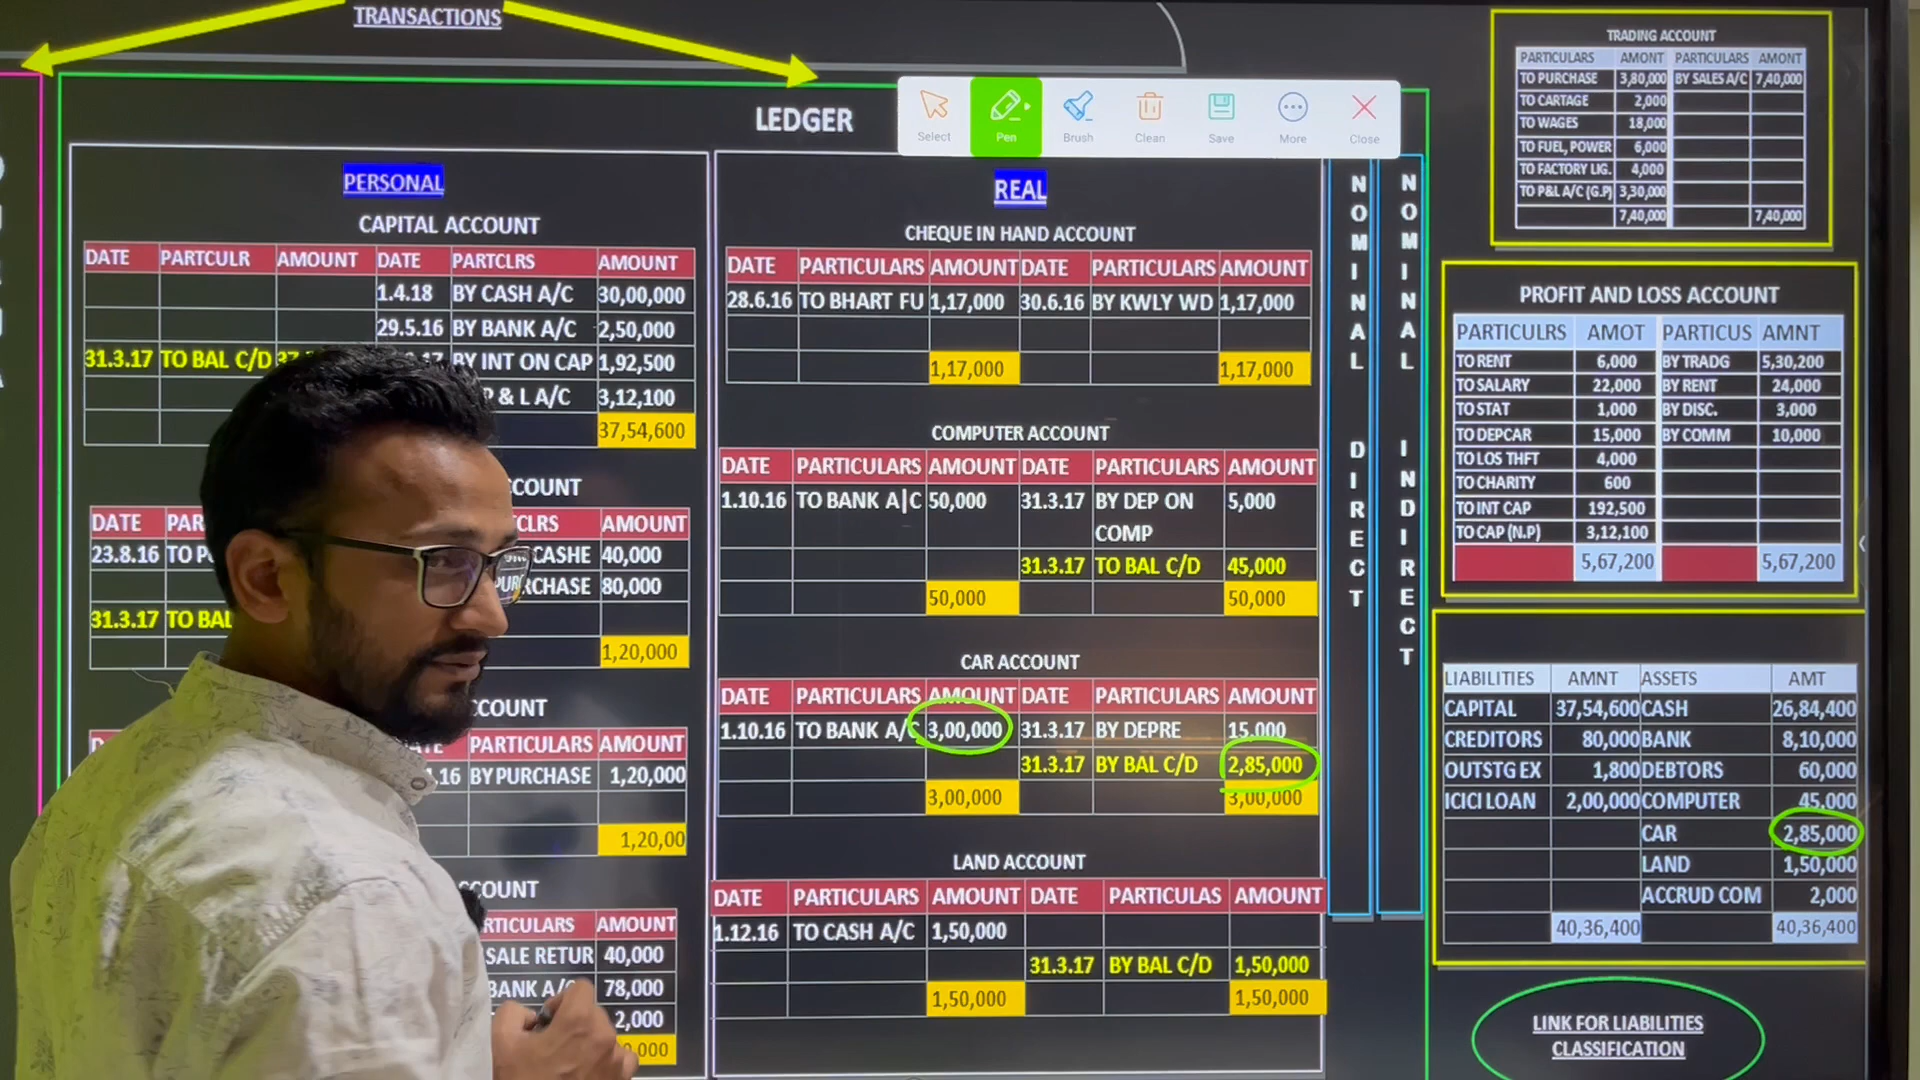 TRANSACTIONS
LEDGER
Select
Pen
Brush
Clean
Save
More
Close
PERSONAL
CAPITAL ACCOUNT
DATE PARTCULR AMOUNT DATE PARTCLRS AMOUNT
1.4.18 BY CASH A/C 30,00,000
29.5.16 BY BANK A/C 2,50,000
31.3.17 TO BAL C/D BY INT ON CAP 1,92,500
P & L A/C 3,12,100
37,54,600
DATE AMOUNT
23.8.16 TO 40,000
PURCHASE 80,000
31.3.17 TO BAL
1,20,000
PARTICULARS AMOUNT
BY PURCHASE 1,20,000
1,20,00
AMOUNT
SALE RETUR 40,000
BANK A/C 78,000
2,000
REAL
CHEQUE IN HAND ACCOUNT
DATE PARTICULARS AMOUNT DATE PARTICULARS AMOUNT
28.6.16 TO BHART FU 1,17,000 30.6.16 BY KWLY WD 1,17,000
1,17,000 1,17,000
COMPUTER ACCOUNT
DATE PARTICULARS AMOUNT DATE PARTICULARS AMOUNT
1.10.16 TO BANK A|C 50,000 31.3.17 BY DEP ON COMP 5,000
31.3.17 TO BAL C/D 45,000
50,000 50,000
CAR ACCOUNT
DATE PARTICULARS AMOUNT DATE PARTICULARS AMOUNT
1.10.16 TO BANK A/C 3,00,000 31.3.17 BY DEPRE 15,000
31.3.17 BY BAL C/D 2,85,000
3,00,000 3,00,000
LAND ACCOUNT
DATE PARTICULARS AMOUNT DATE PARTICULAS AMOUNT
1.12.16 TO CASH A/C 1,50,000
31.3.17 BY BAL C/D 1,50,000
1,50,000 1,50,000
NOMINAL DIRECT
NOMINAL INDIRECT
TRADING ACCOUNT
PARTICULARS AMONT PARTICULARS AMONT
TO PURCHASE 3,80,000 BY SALES A/C 7,40,000
TO CARTAGE 2,000
TO WAGES 18,000
TO FUEL, POWER 6,000
TO FACTORY LIG. 4,000
TO P&L A/C (G.P) 3,30,000
7,40,000 7,40,000
PROFIT AND LOSS ACCOUNT
PARTICULRS AMOT PARTICUS AMNT
TO RENT 6,000 BY TRADG 5,30,200
TO SALARY 22,000 BY RENT 24,000
TO STAT 1,000 BY DISC. 3,000
TO DEPCAR 15,000 BY COMM 10,000
TO LOS THFT 4,000
TO CHARITY 600
TO INT CAP 192,500
TO CAP (N.P) 3,12,100
5,67,200 5,67,200
LIABILITIES AMNT ASSETS AMT
CAPITAL 37,54,600 CASH 26,84,400
CREDITORS 80,000 BANK 8,10,000
OUTSTG EX 1,800 DEBTORS 60,000
ICICI LOAN 2,00,000 COMPUTER 45,000
CAR 2,85,000
LAND 1,50,000
ACCRUD COM 2,000
40,36,400 40,36,400
LINK FOR LIABILITIES
CLASSIFICATION